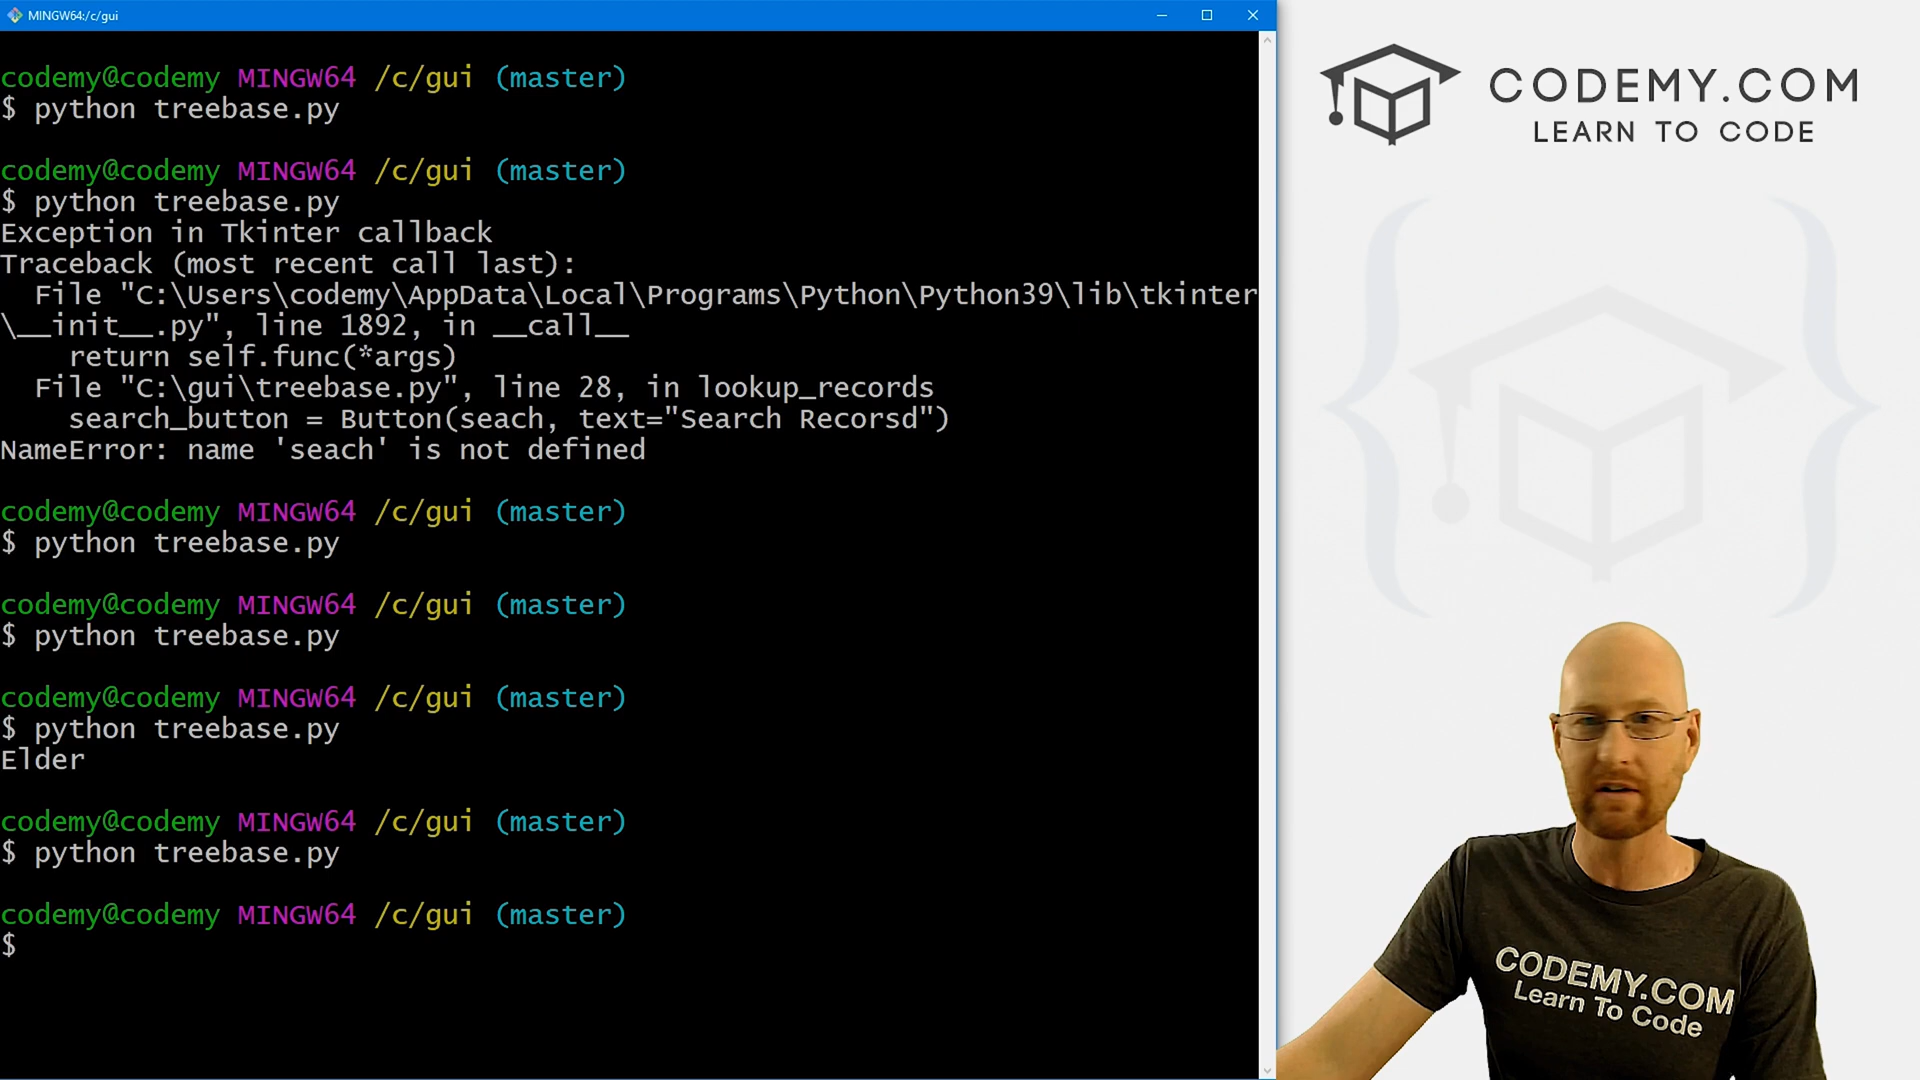 MINGW64:/c/gui
codemy@codemy MINGW64 /c/gui (master)
$ python treebase.py
codemy@codemy MINGW64 /c/gui (master)
$ python treebase.py
Exception in Tkinter callback
Traceback (most recent call last):
  File "C:\Users\codemy\AppData\Local\Programs\Python\Python39\lib\tkinter
\__init__.py", line 1892, in __call__
    return self.func(*args)
  File "C:\gui\treebase.py", line 28, in lookup_records
    search_button = Button(seach, text="Search Recorsd")
NameError: name 'seach' is not defined
codemy@codemy MINGW64 /c/gui (master)
$ python treebase.py
codemy@codemy MINGW64 /c/gui (master)
$ python treebase.py
codemy@codemy MINGW64 /c/gui (master)
$ python treebase.py
Elder
codemy@codemy MINGW64 /c/gui (master)
$ python treebase.py
codemy@codemy MINGW64 /c/gui (master)
$
CODEMY.COM
LEARN TO CODE
CODEMY.COM
Learn To Code